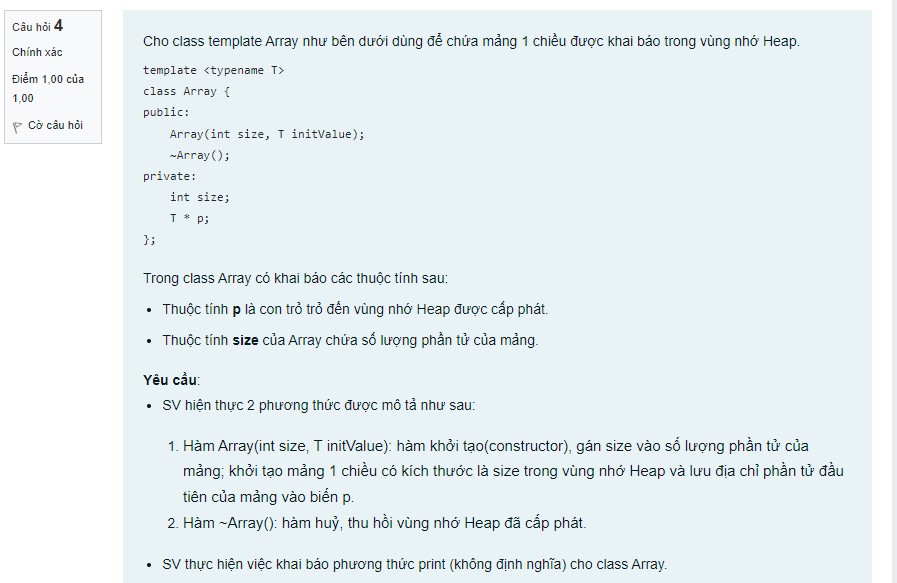 Câu hỏi 4
Chính xác
Điểm 1,00 của
1,00
Cờ câu hỏi
Cho class template Array như bên dưới dùng để chứa mảng 1 chiều được khai báo trong vùng nhớ Heap.
template <typename T>
class Array {
public:
    Array(int size, T initValue);
    ~Array();
private:
    int size;
    T * p;
};
Trong class Array có khai báo các thuộc tính sau:
• Thuộc tính p là con trỏ trỏ đến vùng nhớ Heap được cấp phát.
• Thuộc tính size của Array chứa số lượng phần tử của mảng.
Yêu cầu:
• SV hiện thực 2 phương thức được mô tả như sau:
1. Hàm Array(int size, T initValue): hàm khởi tạo(constructor), gán size vào số lượng phần tử của
mảng; khởi tạo mảng 1 chiều có kích thước là size trong vùng nhớ Heap và lưu địa chỉ phần tử đầu
tiên của mảng vào biến p.
2. Hàm ~Array(): hàm huỷ, thu hồi vùng nhớ Heap đã cấp phát.
• SV thực hiện việc khai báo phương thức print (không định nghĩa) cho class Array.